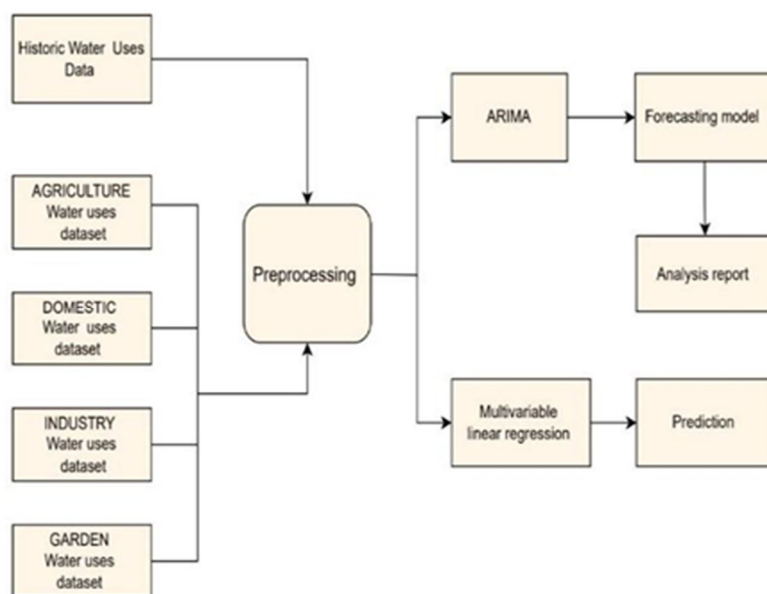 Historic Water Uses
Data
AGRICULTURE
Water uses
dataset
DOMESTIC
Water uses
dataset
INDUSTRY
Water uses
dataset
GARDEN
Water uses
dataset
Preprocessing
ARIMA
Forecasting model
Analysis report
Multivariable
linear regression
Prediction